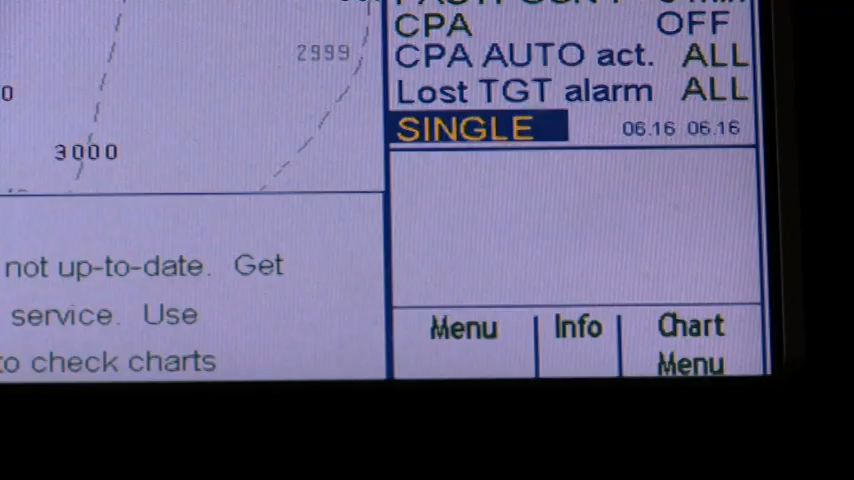 CPA OFF
CPA AUTO act. ALL
Lost TGT alarm ALL
SINGLE 06.16 06.16
2999
0
3000
not up-to-date. Get
service. Use
to check charts
Menu Info Chart Menu